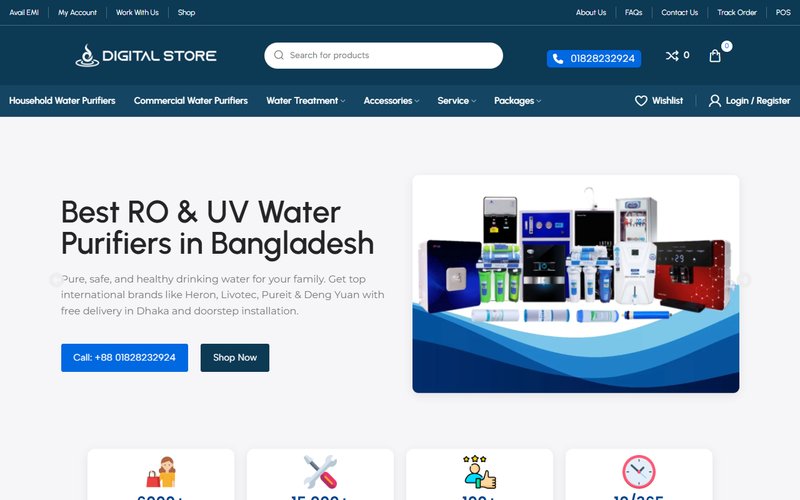 Avail EMI
My Account
Work With Us
Shop
About Us
FAQs
Contact Us
Track Order
POS
DIGITAL STORE
Search for products
01828232924
0
0
Household Water Purifiers
Commercial Water Purifiers
Water Treatment
Accessories
Service
Packages
Wishlist
Login / Register
Best RO & UV Water
Purifiers in Bangladesh
Pure, safe, and healthy drinking water for your family. Get top
international brands like Heron, Livotec, Pureit & Deng Yuan with
free delivery in Dhaka and doorstep installation.
Call: +88 01828232924
Shop Now